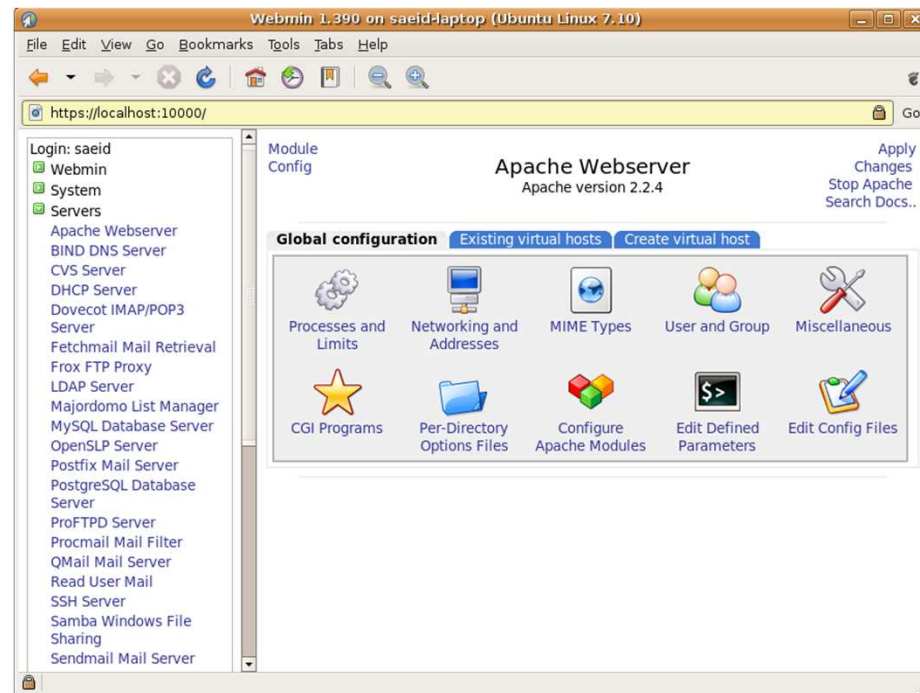 Webmin 1.390 on saeid-laptop (Ubuntu Linux 7.10)
File Edit View Go Bookmarks Tools Tabs Help
https://localhost:10000/
Go
Login: saeid
Webmin
System
Servers
Apache Webserver
BIND DNS Server
CVS Server
DHCP Server
Dovecot IMAP/POP3
Server
Fetchmail Mail Retrieval
Frox FTP Proxy
LDAP Server
Majordomo List Manager
MySQL Database Server
OpenSLP Server
Postfix Mail Server
PostgreSQL Database
Server
ProFTPD Server
Procmail Mail Filter
QMail Mail Server
Read User Mail
SSH Server
Samba Windows File
Sharing
Sendmail Mail Server
Module
Config
Apache Webserver
Apache version 2.2.4
Apply
Changes
Stop Apache
Search Docs..
Global configuration Existing virtual hosts Create virtual host
Processes and
Limits
Networking and
Addresses
MIME Types
User and Group
Miscellaneous
CGI Programs
Per-Directory
Options Files
Configure
Apache Modules
$>
Edit Defined
Parameters
Edit Config Files